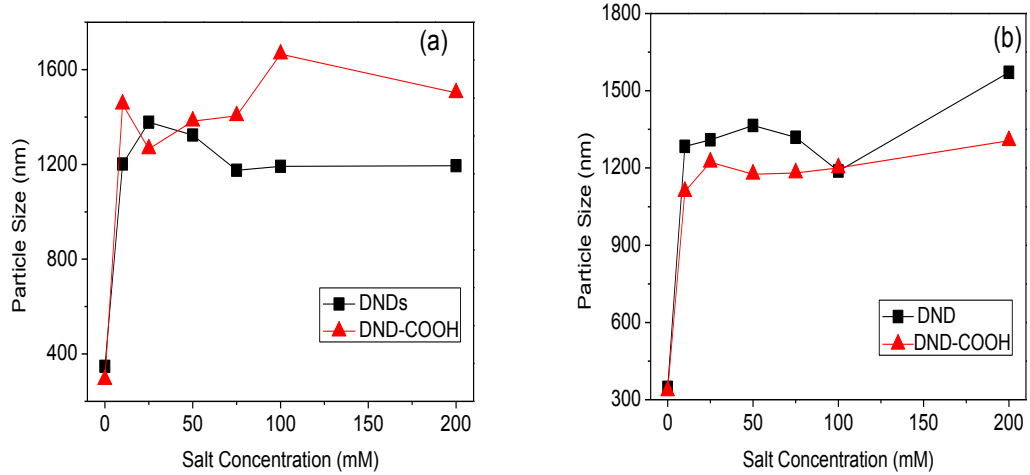 (a)
1600
1200
800
400
Particle Size (nm)
DNDs
DND-COOH
0
50
100
150
200
Salt Concentration (mM)
(b)
1800
1500
1200
900
600
300
Particle Size (nm)
DND
DND-COOH
0
50
100
150
200
Salt Concentration (mM)